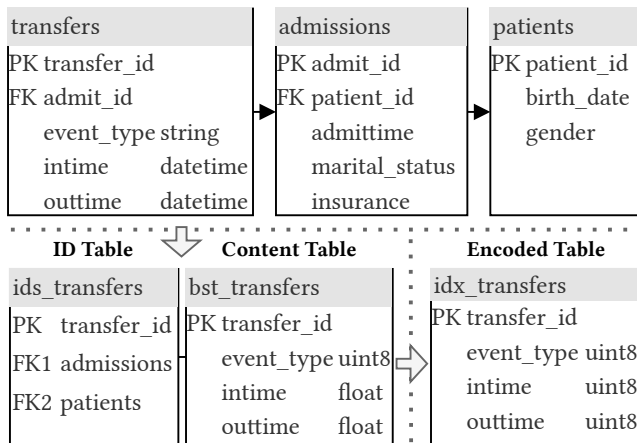 transfers
PK transfer_id
FK admit_id
event_type string
intime datetime
outtime datetime
admissions
PK admit_id
FK patient_id
admittime
marital_status
insurance
patients
PK patient_id
birth_date
gender
ID Table
Content Table
Encoded Table
ids_transfers
PK transfer_id
FK1 admissions
FK2 patients
bst_transfers
PK transfer_id
event_type uint8
intime float
outtime float
idx_transfers
PK transfer_id
event_type uint8
intime uint8
outtime uint8